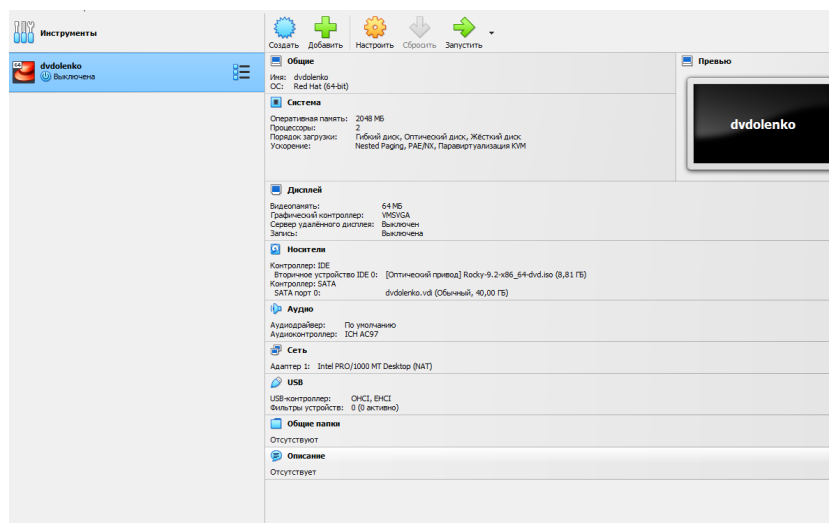 Инструменты
Создать Добавить Настроить Сбросить Запустить
64
dvdolenko
Выключена
Общие
Имя: dvdolenko
ОС: Red Hat (64-bit)
Превью
dvdolenko
Система
Оперативная память: 2048 МБ
Процессоры: 2
Порядок загрузки: Гибкий диск, Оптический диск, Жёсткий диск
Ускорение: Nested Paging, PAE/NX, Паравиртуализация KVM
Дисплей
Видеопамять: 64 МБ
Графический контроллер: VMSVGA
Сервер удалённого дисплея: Выключен
Запись: Выключена
Носители
Контроллер: IDE
Вторичное устройство IDE 0: [Оптический привод] Rocky-9.2-x86_64-dvd.iso (8,81 ГБ)
Контроллер: SATA
SATA порт 0: dvdolenko.vdi (Обычный, 40,00 ГБ)
Аудио
Аудиодрайвер: По умолчанию
Аудиоконтроллер: ICH AC97
Сеть
Адаптер 1: Intel PRO/1000 MT Desktop (NAT)
USB
USB-контроллер: OHCI, EHCI
Фильтры устройств: 0 (0 активно)
Общие папки
Отсутствуют
Описание
Отсутствует